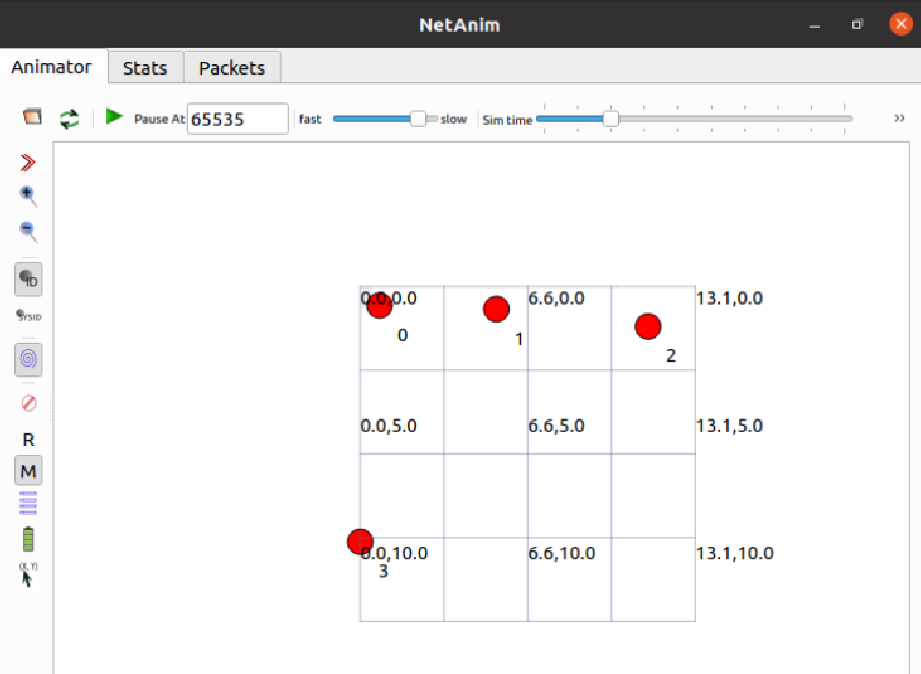 NetAnim
Animator Stats Packets
Pause At 65535 fast slow Sim time »
ID
SYSID
R
M
(X, Y)
0.0,0.0 6.6,0.0 13.1,0.0
0 1 2
0.0,5.0 6.6,5.0 13.1,5.0
0.0,10.0 6.6,10.0 13.1,10.0
3